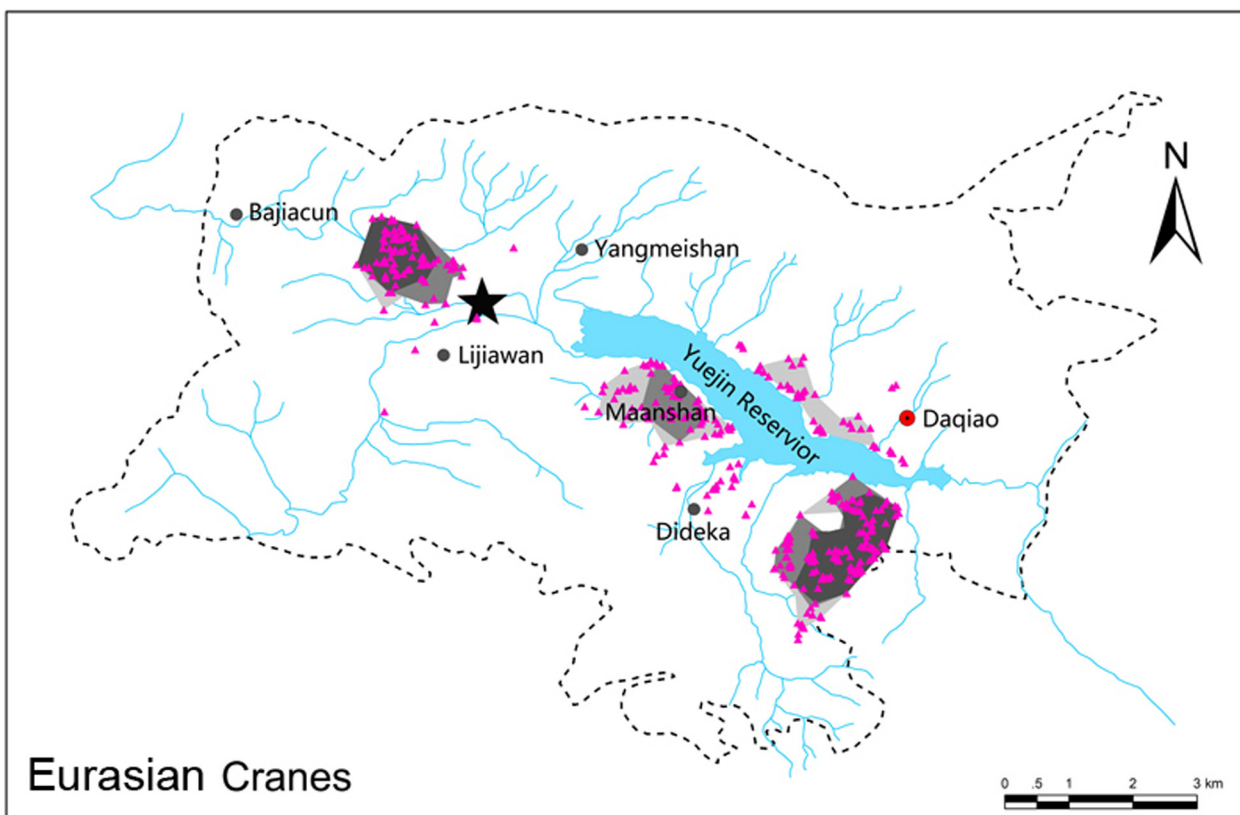 N
Bajiacun
Yangmeishan
Lijiawan
Yuejin Reservior
Maanshan
Daqiao
Dideka
Eurasian Cranes
0 .5 1 2 3 km